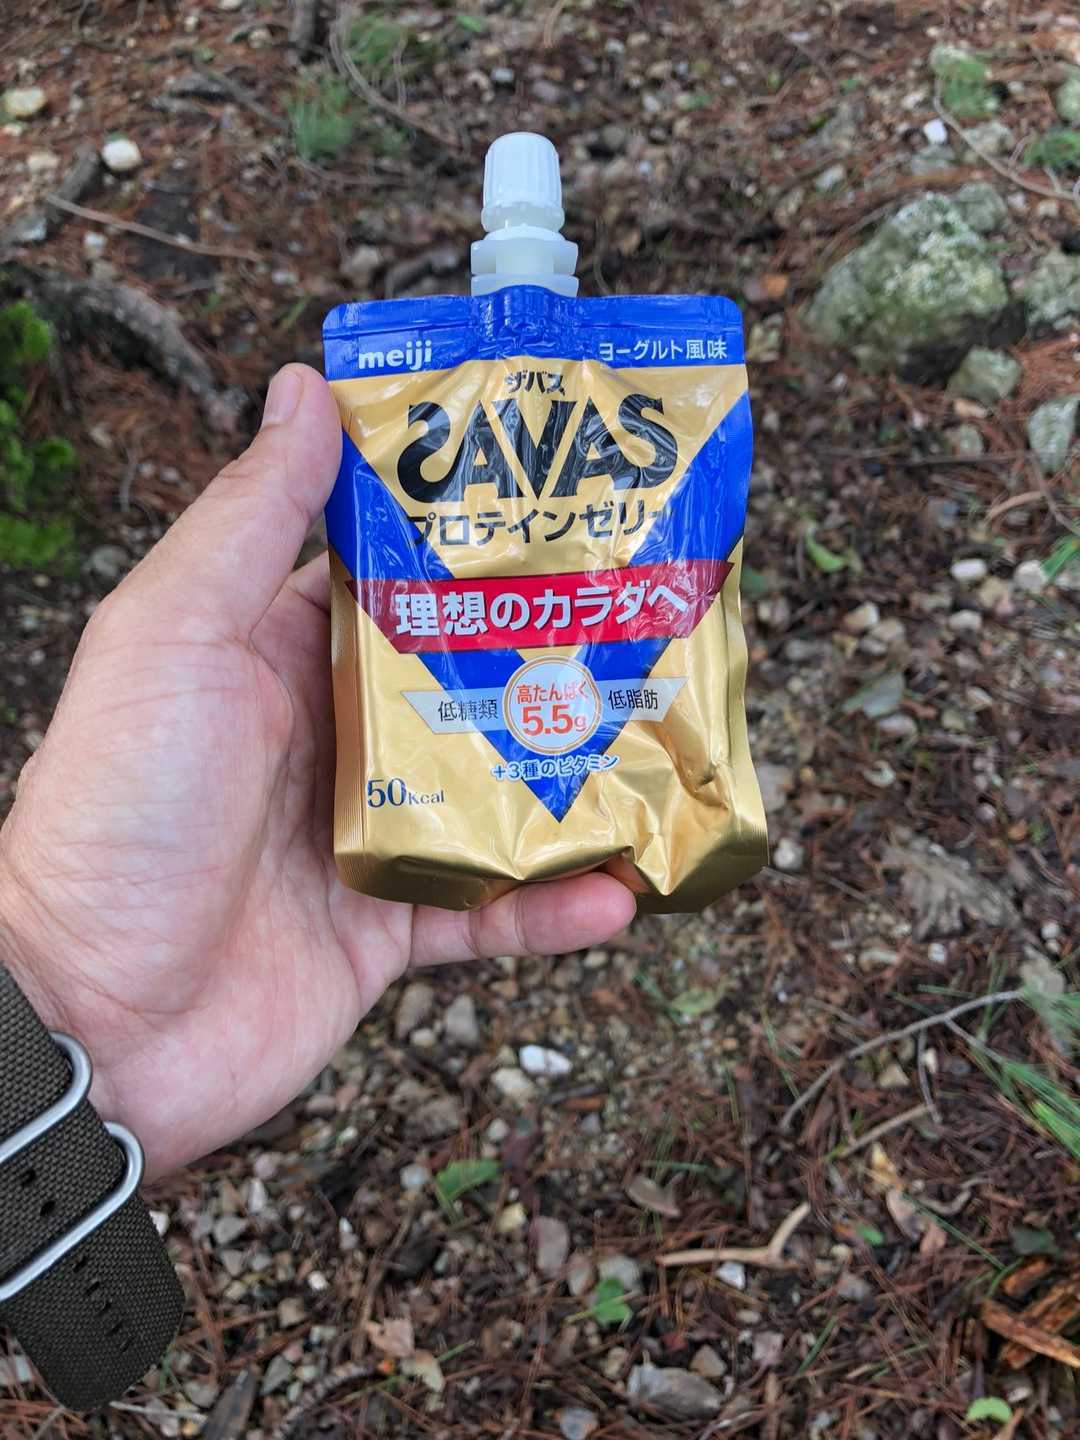 meiji
ヨーグルト風味
ザバス
SAVAS
プロテインゼリー
理想のカラダへ
低糖類
高たんぱく
5.5g
低脂肪
+3種のビタミン
50Kcal